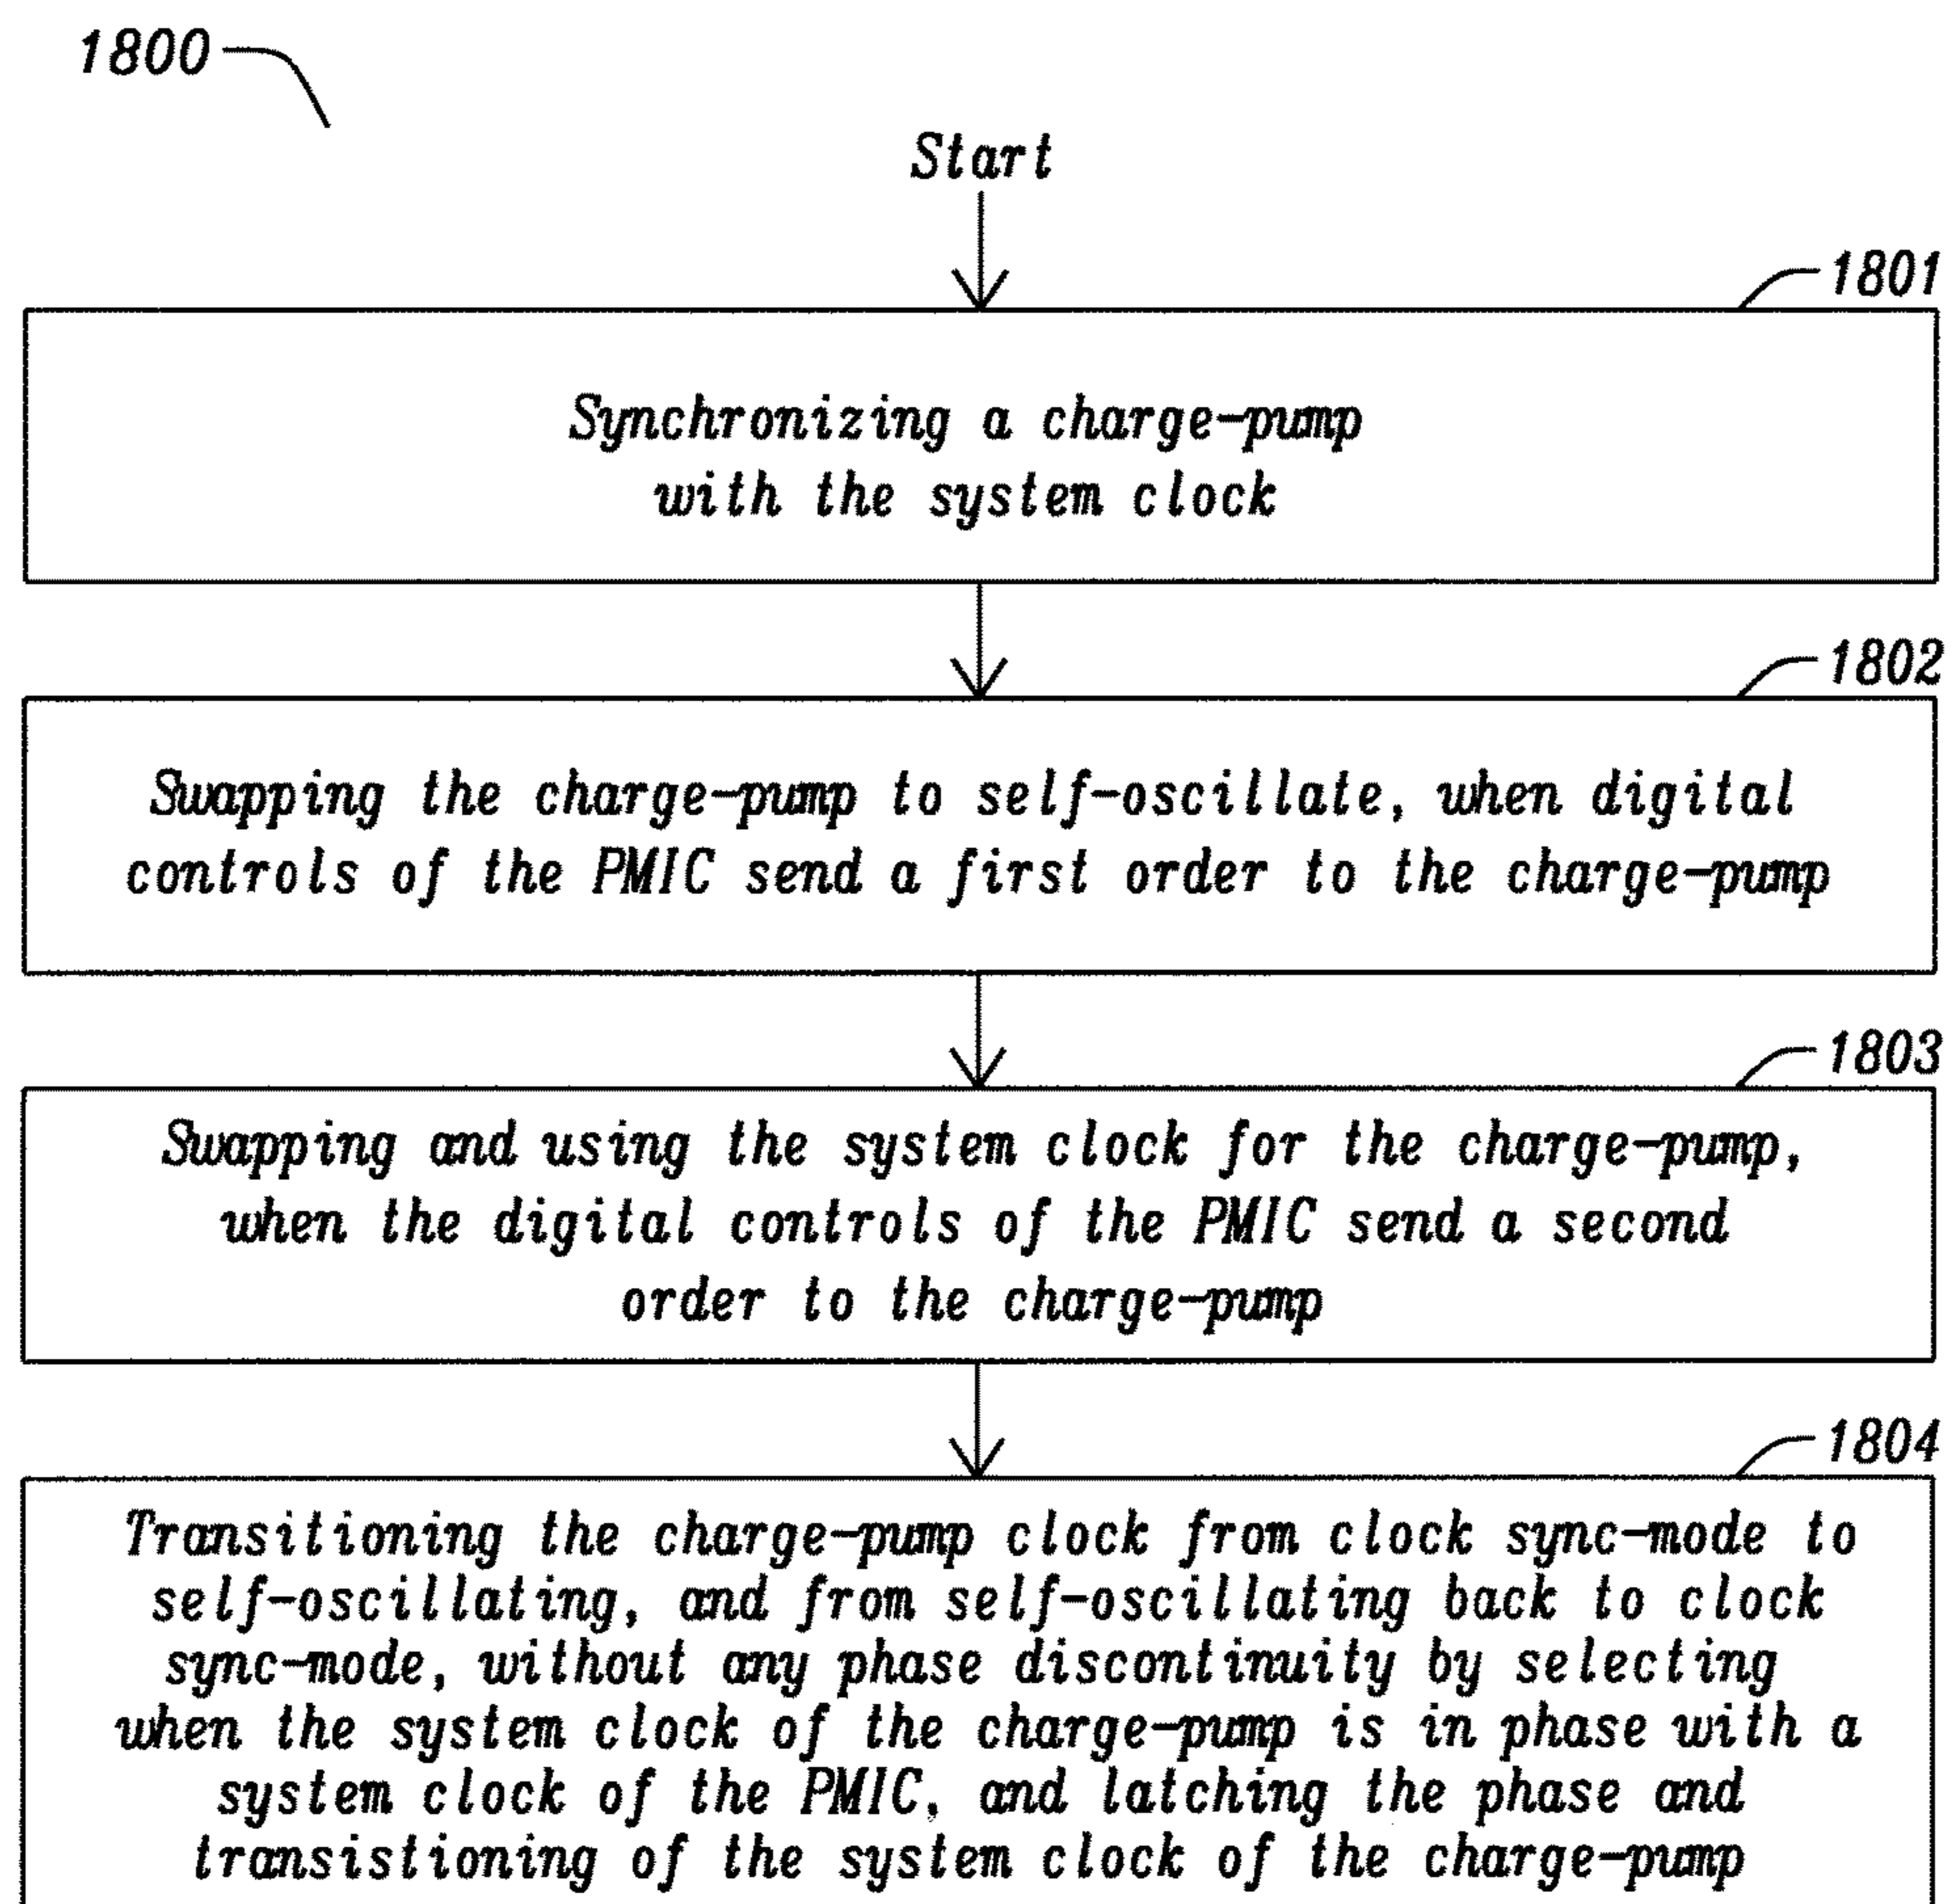 1800
Start
1801
Synchronizing a charge-pump
with the system clock
1802
Swapping the charge-pump to self-oscillate, when digital
controls of the PMIC send a first order to the charge-pump
1803
Swapping and using the system clock for the charge-pump,
when the digital controls of the PMIC send a second
order to the charge-pump
1804
Transitioning the charge-pump clock from clock sync-mode to
self-oscillating, and from self-oscillating back to clock
sync-mode, without any phase discontinuity by selecting
when the system clock of the charge-pump is in phase with a
system clock of the PMIC, and latching the phase and
transistioning of the system clock of the charge-pump